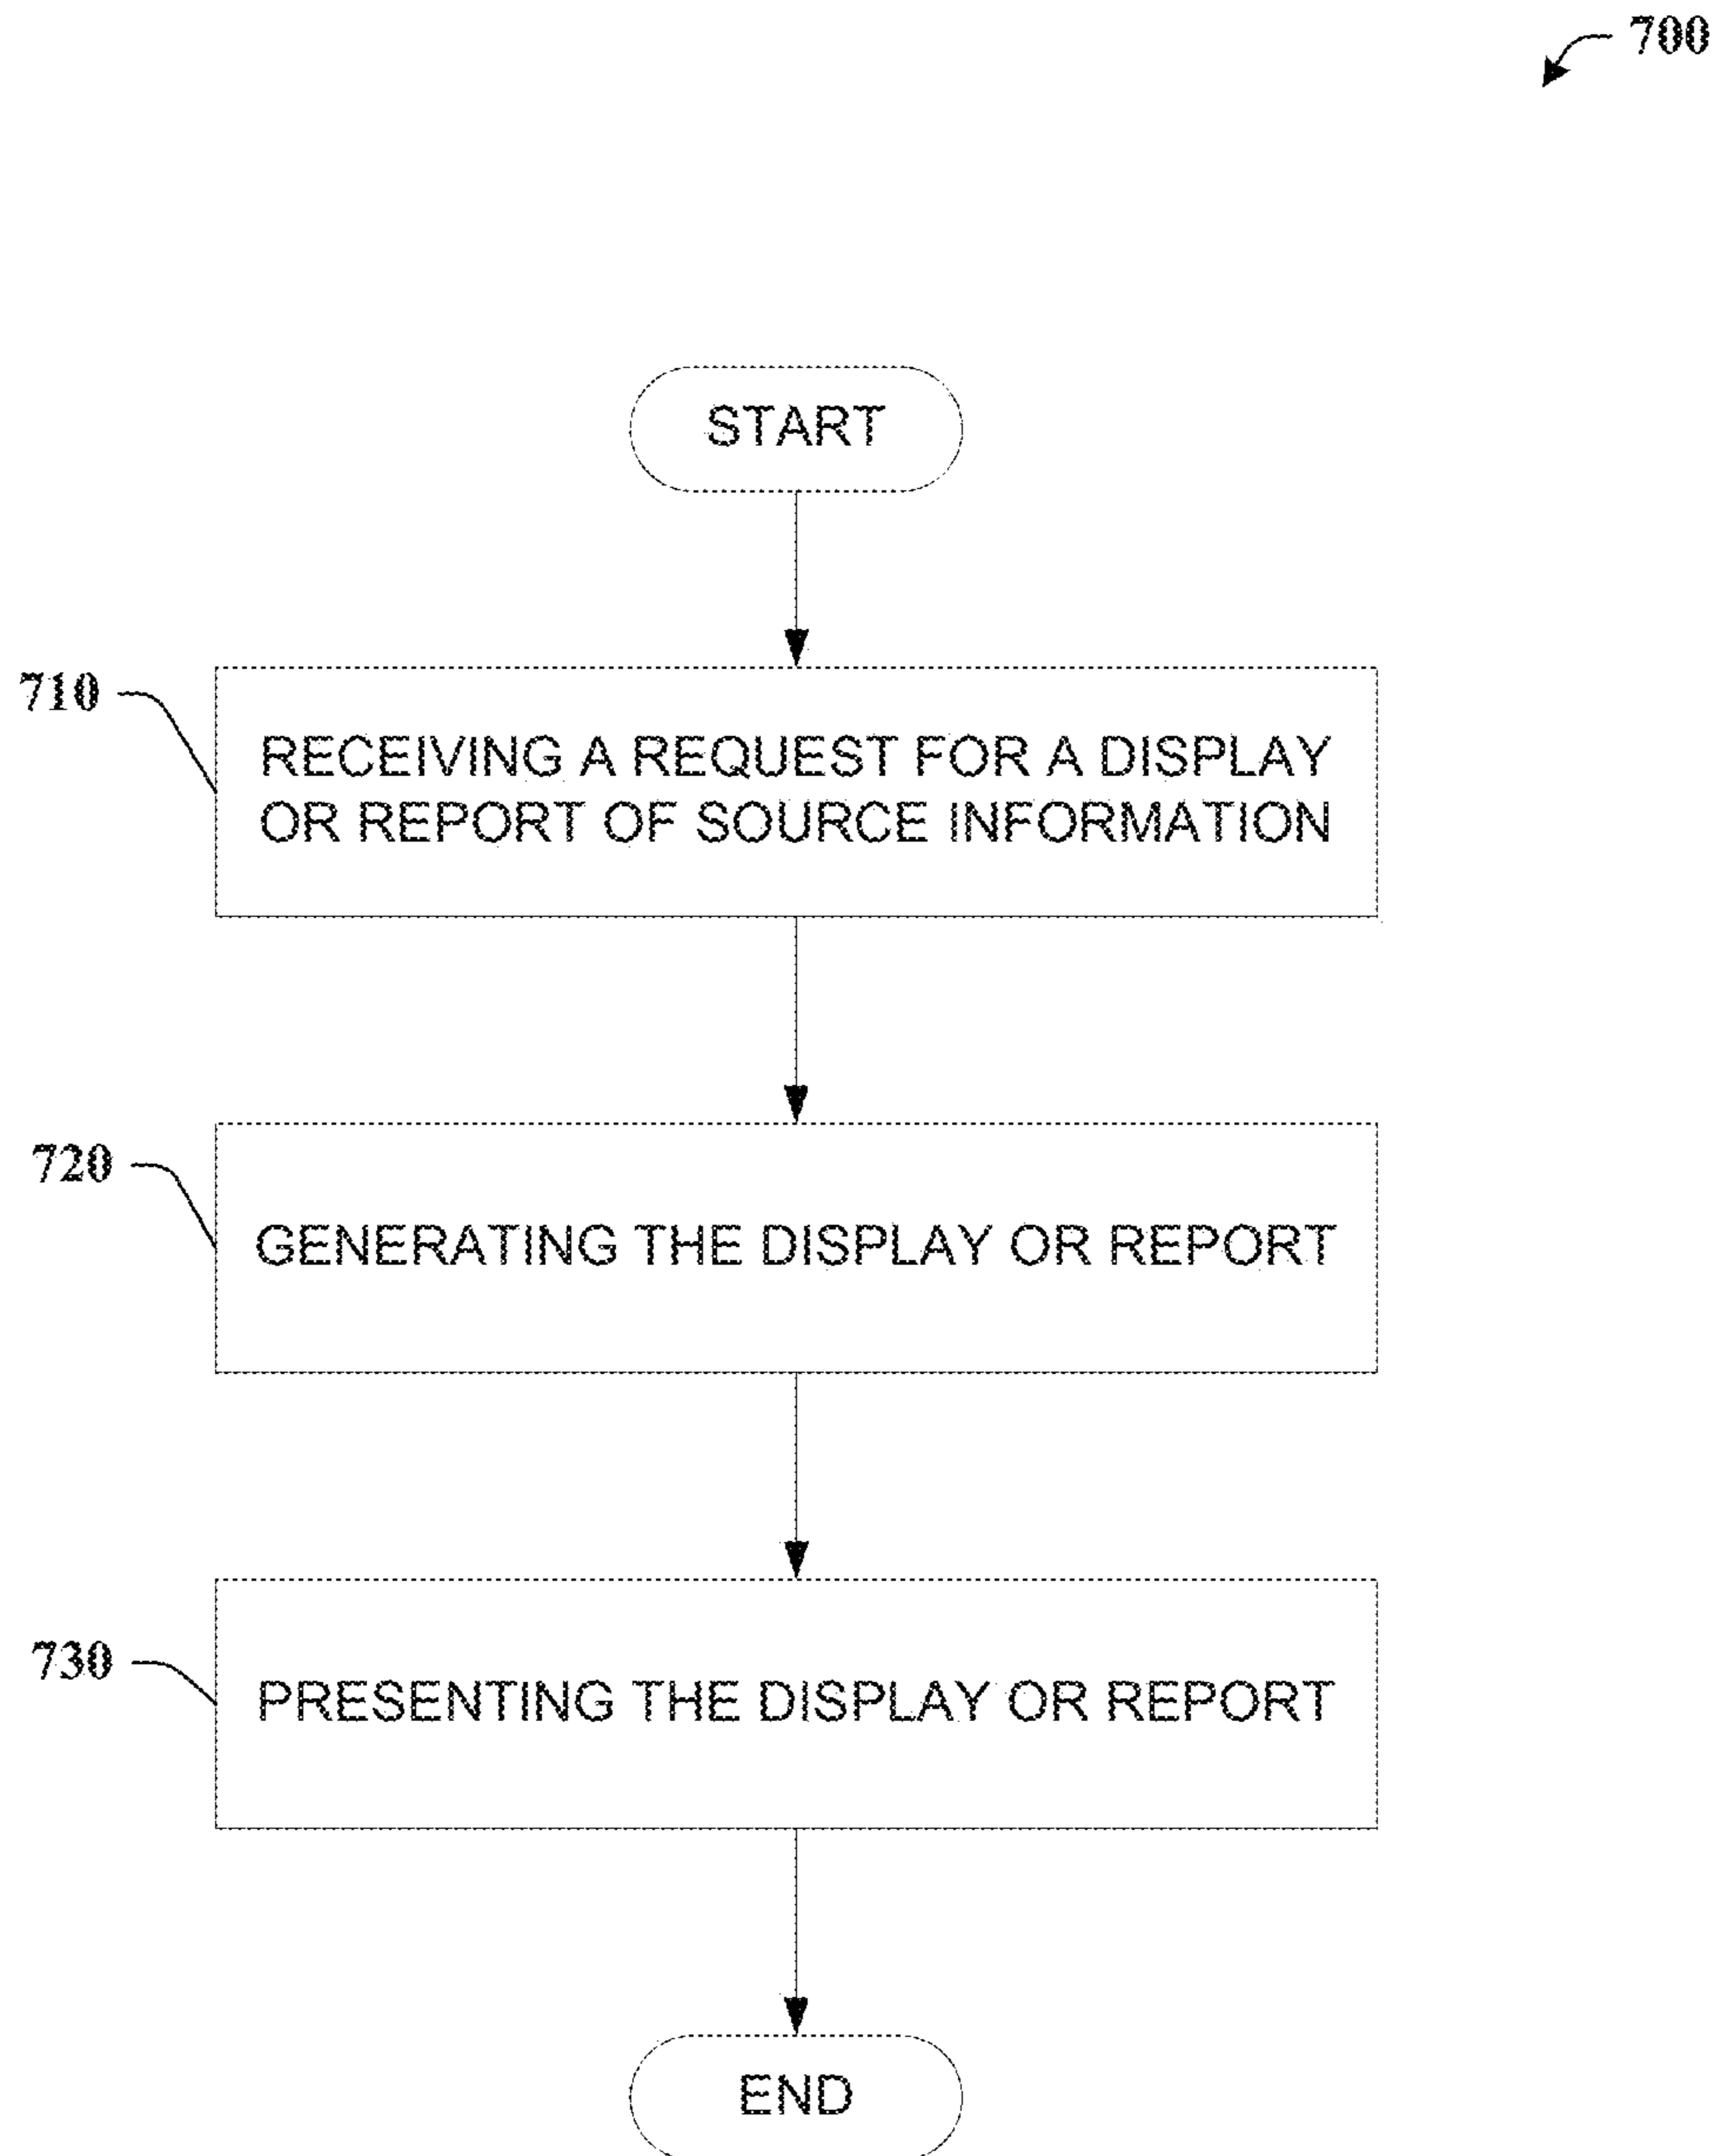 700
START
710
RECEIVING A REQUEST FOR A DISPLAY
OR REPORT OF SOURCE INFORMATION
720
GENERATING THE DISPLAY OR REPORT
730
PRESENTING THE DISPLAY OR REPORT
END